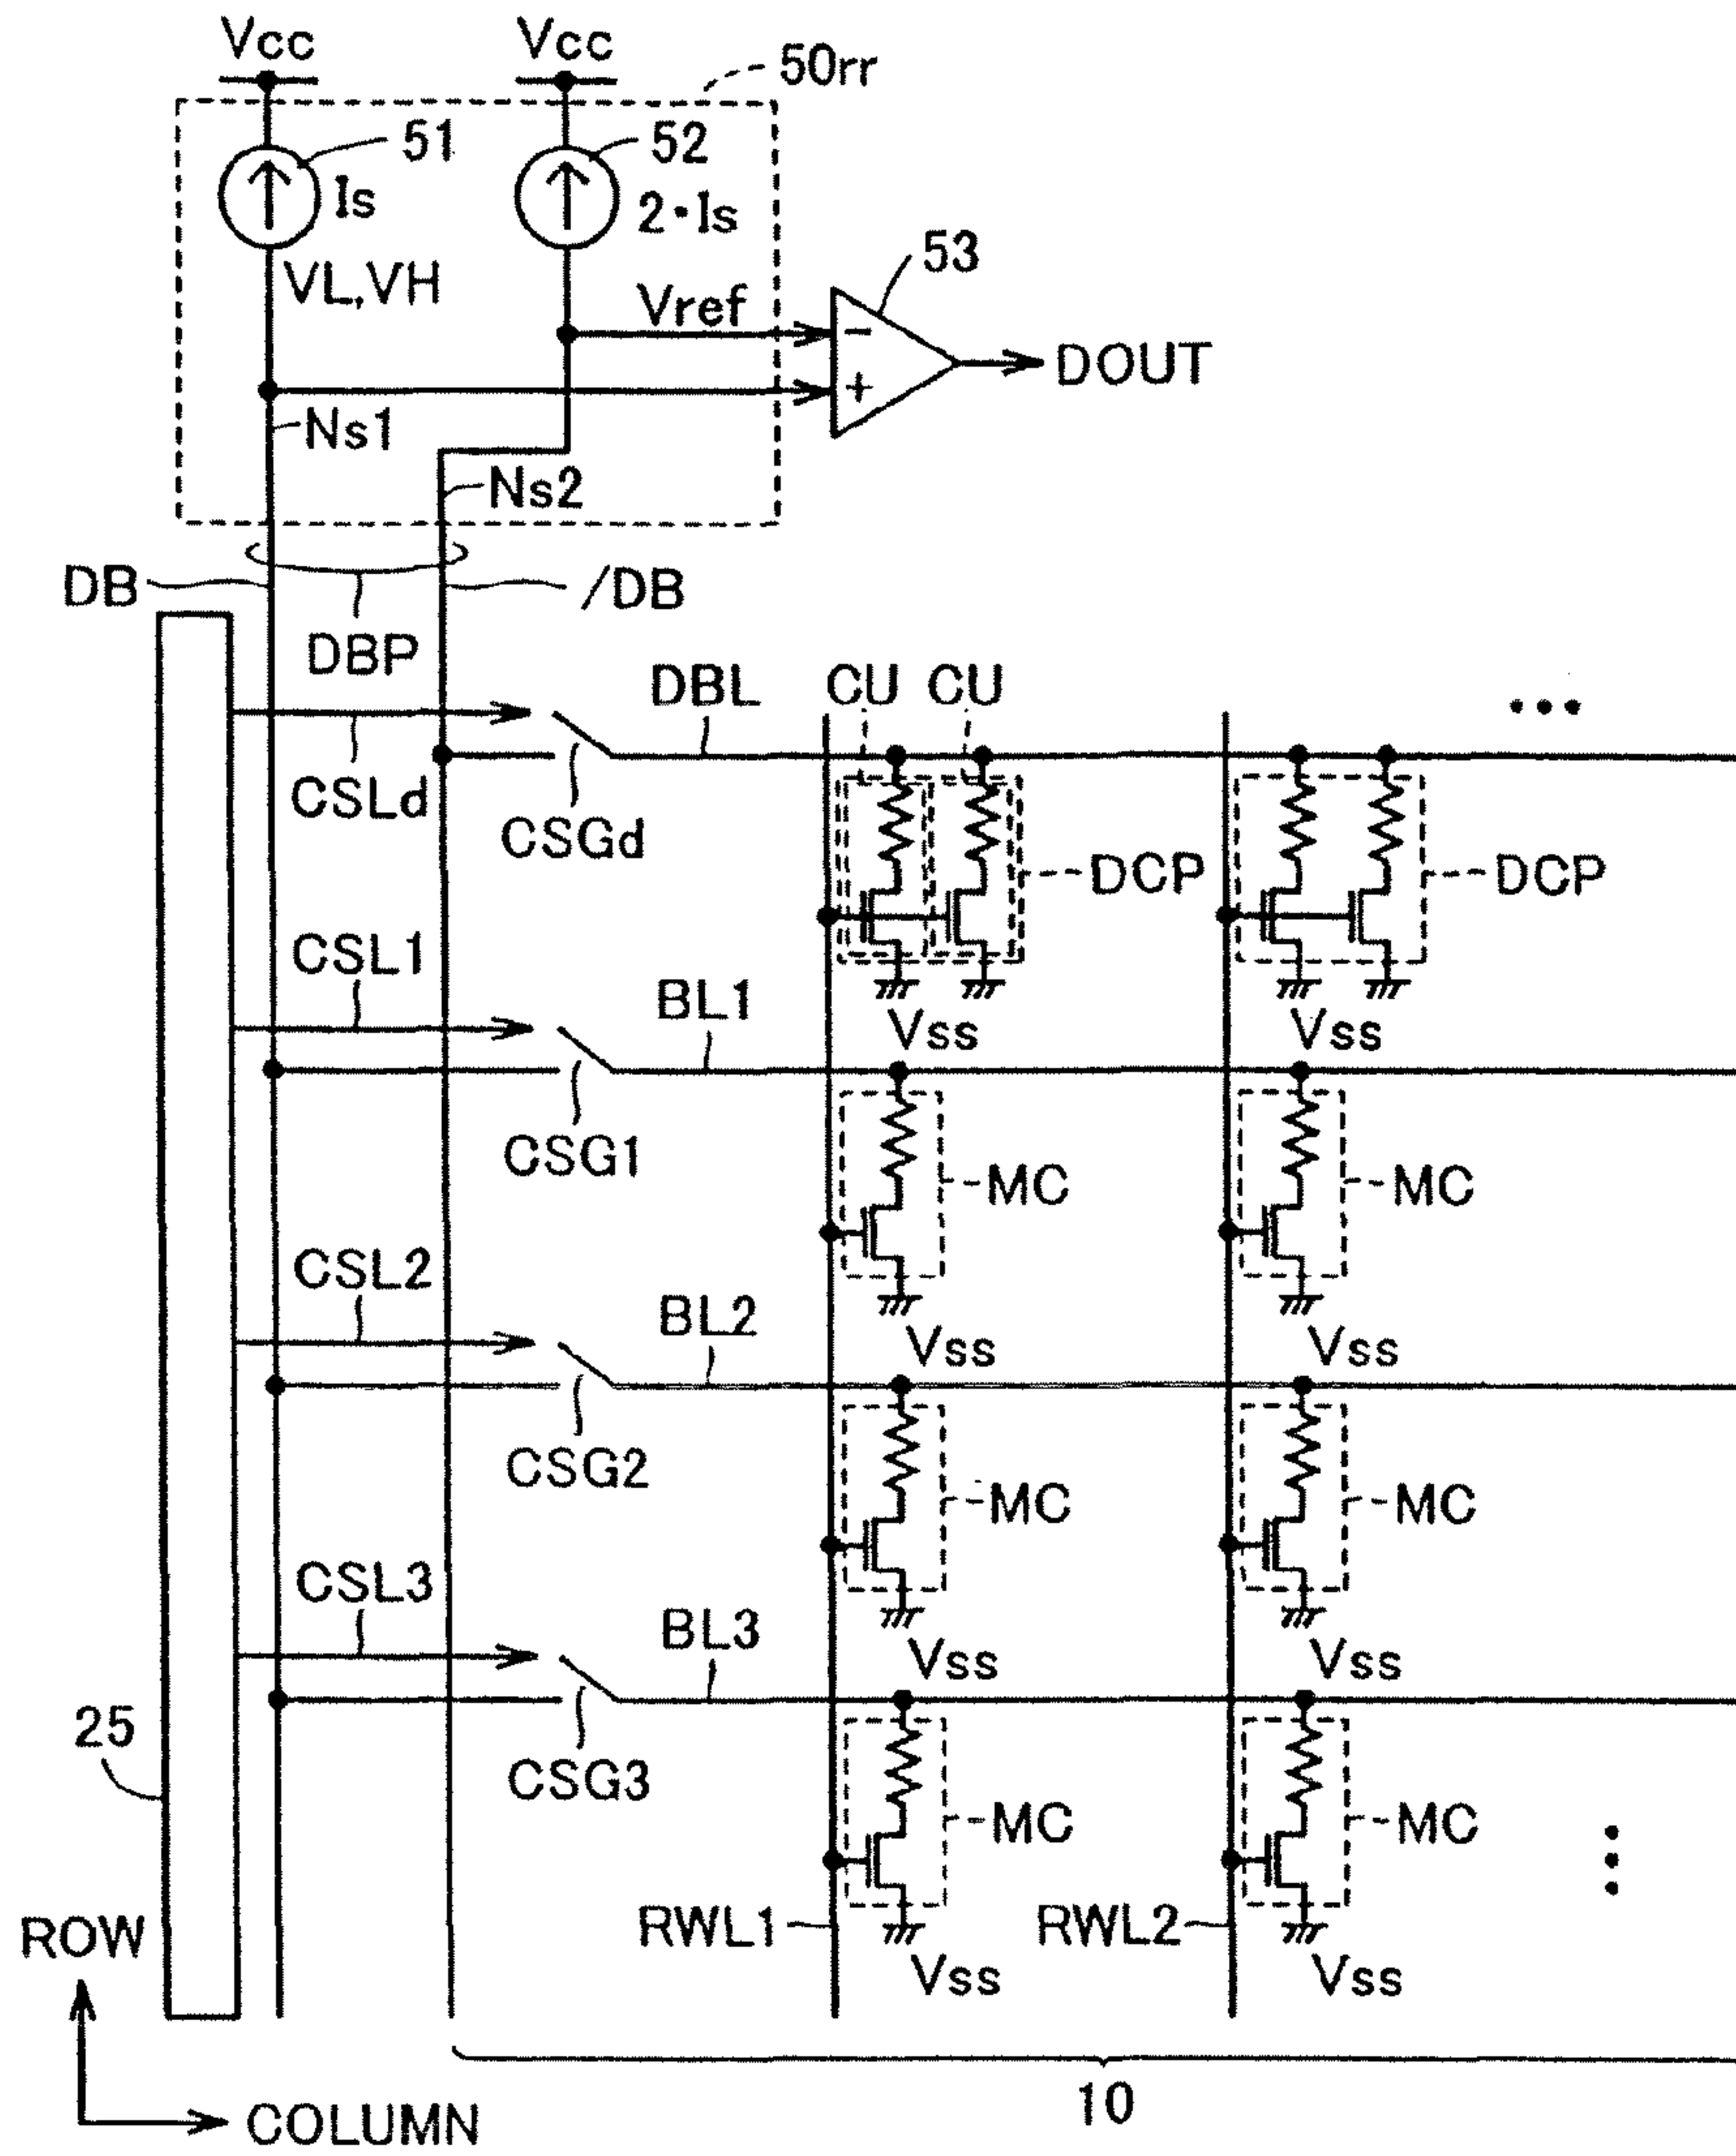 Vcc Vcc 50rr
51 52
Is 2·Is
VL,VH 53
Vref
− DOUT
+
Ns1
Ns2
DB /DB
DBP
DBL CU CU ...
CSLd
CSGd DCP DCP
CSL1
BL1 Vss Vss
CSG1 MC MC
CSL2
BL2 Vss Vss
CSG2 MC MC
CSL3
BL3 Vss Vss
25
CSG3 MC MC
ROW RWL1 RWL2
Vss Vss
10
COLUMN